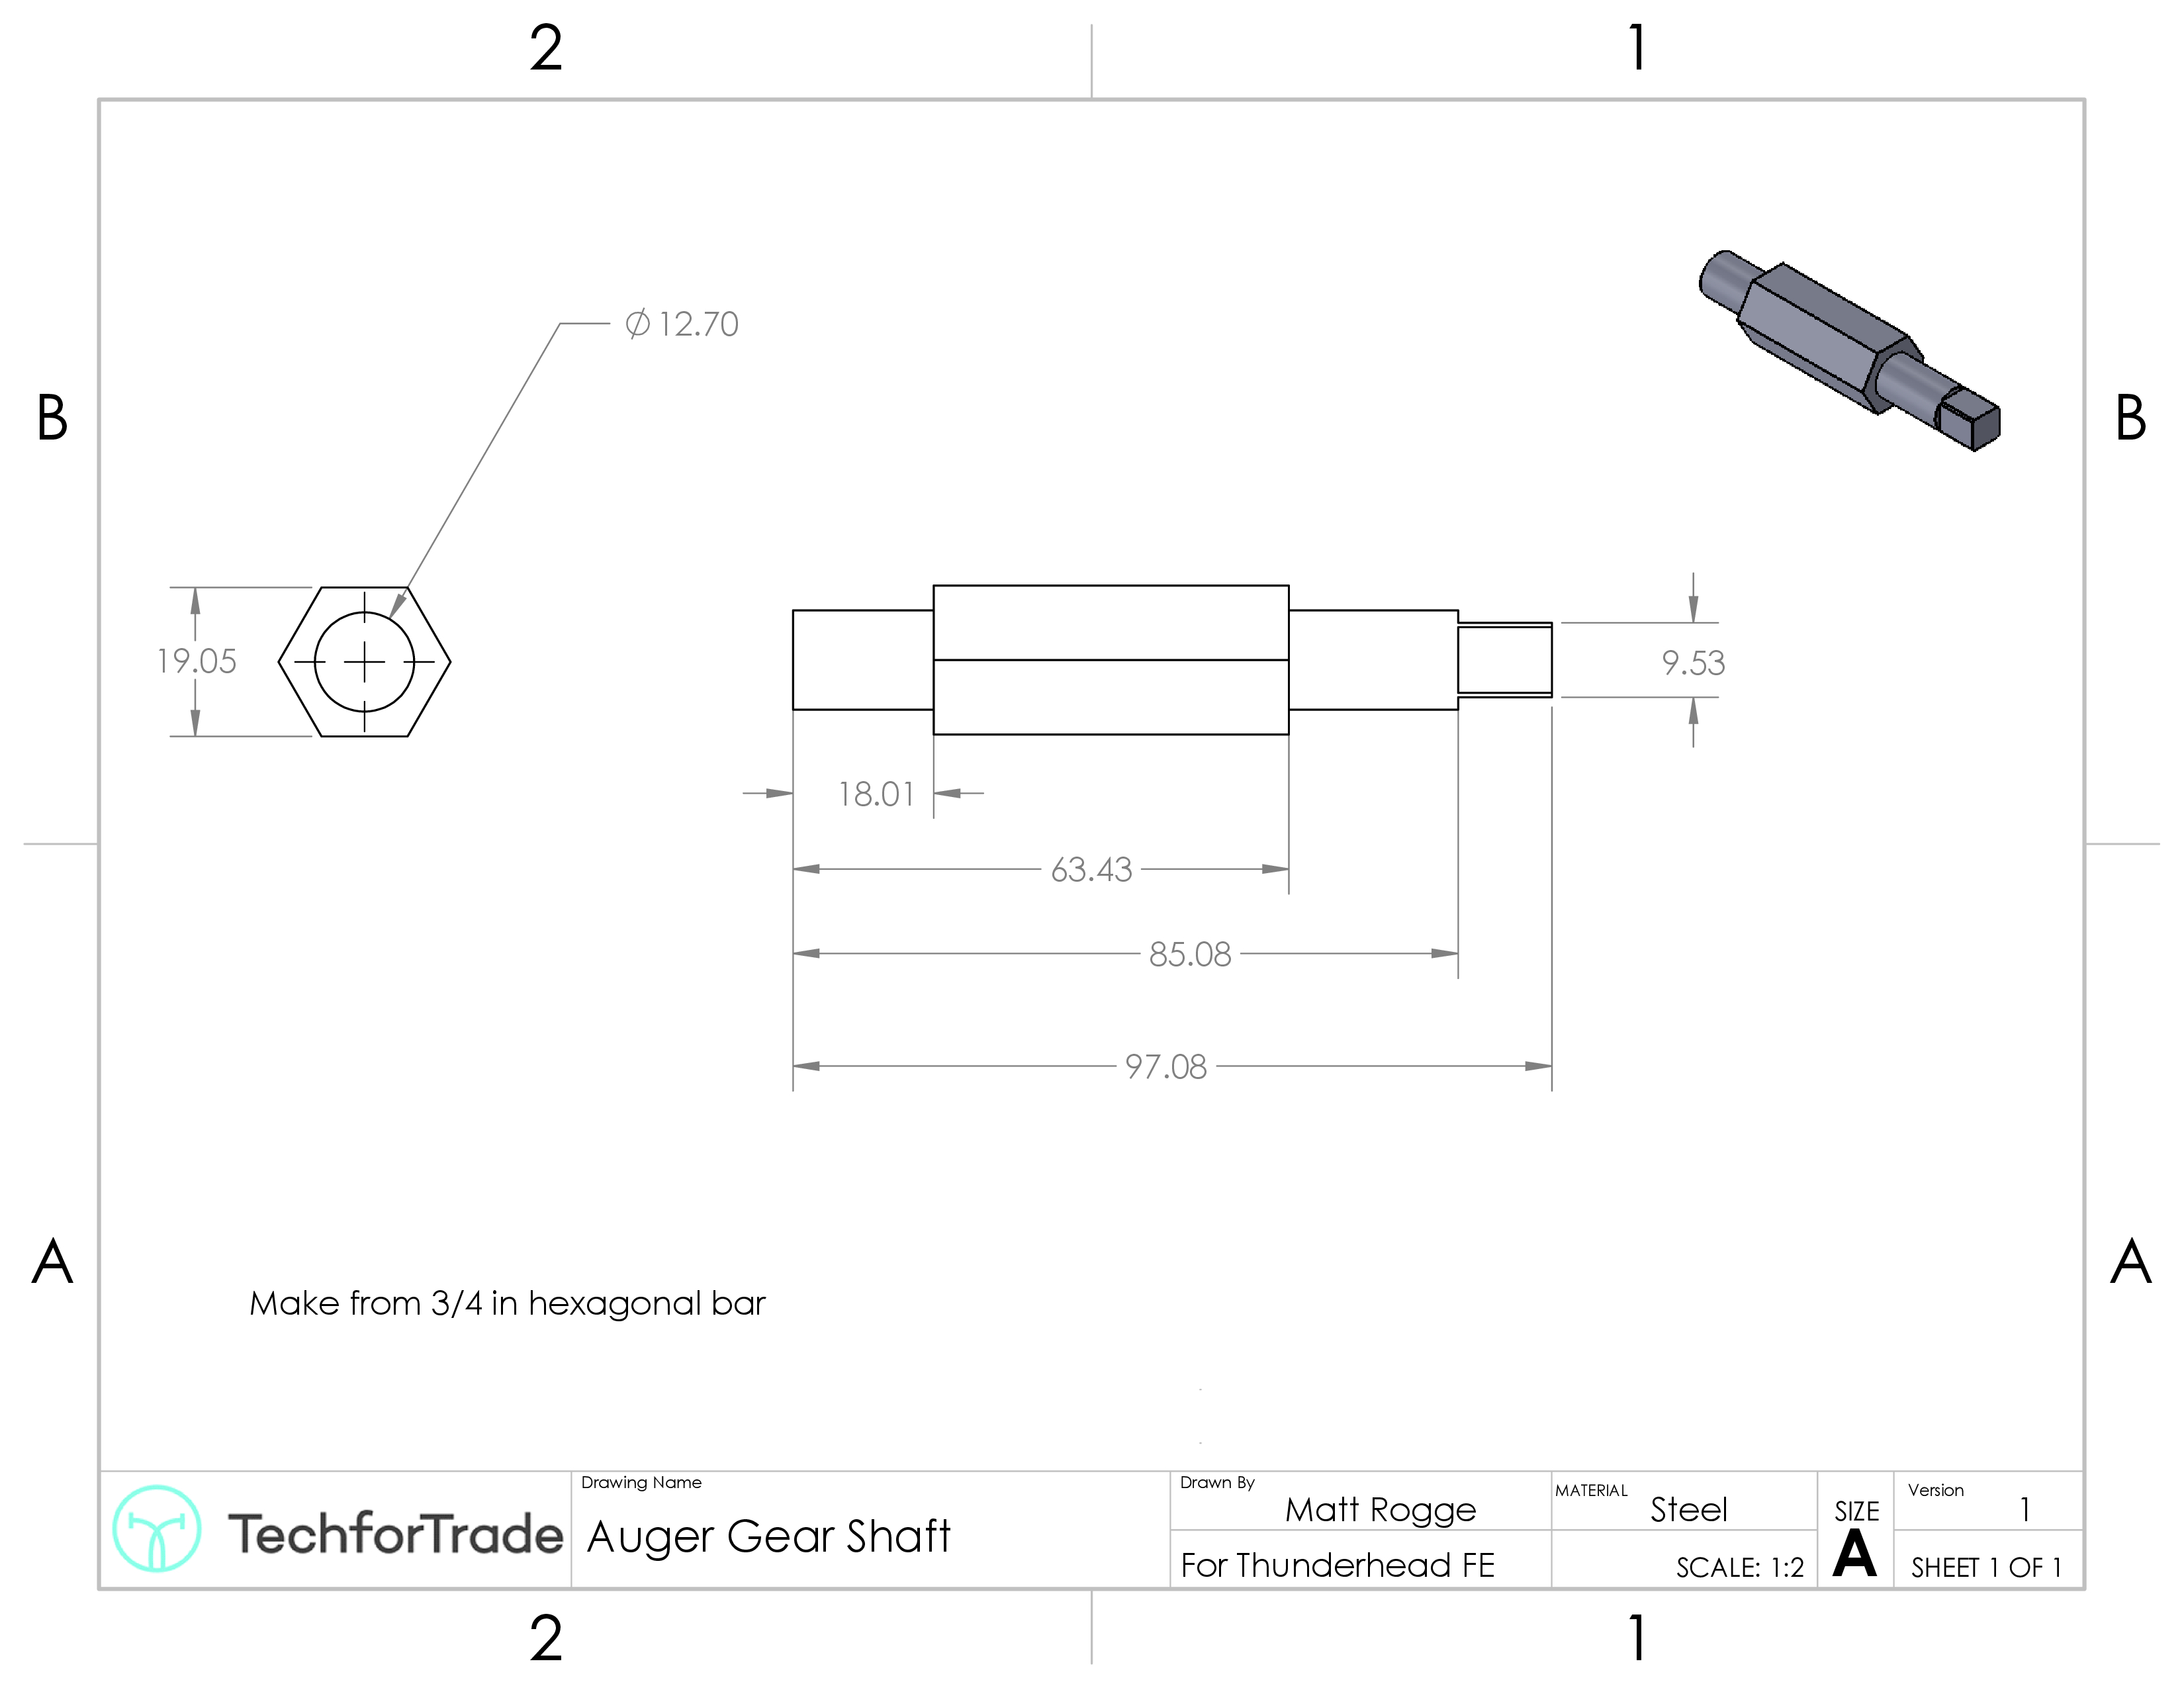 2
1
B
B
⌀12.70
19.05
9.53
18.01
63.43
85.08
97.08
A
A
Make from 3/4 in hexagonal bar
TechforTrade
Drawing Name
Auger Gear Shaft
Drawn By
Matt Rogge
For Thunderhead FE
MATERIAL
Steel
SCALE: 1:2
SIZE
A
Version
1
SHEET 1 OF 1
2
1